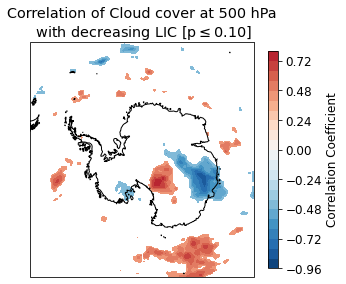 Correlation of Cloud cover at 500 hPa
with decreasing LIC [p ≤ 0.10]
0.72
0.48
0.24
0.00
−0.24
−0.48
−0.72
−0.96
Correlation Coefficient